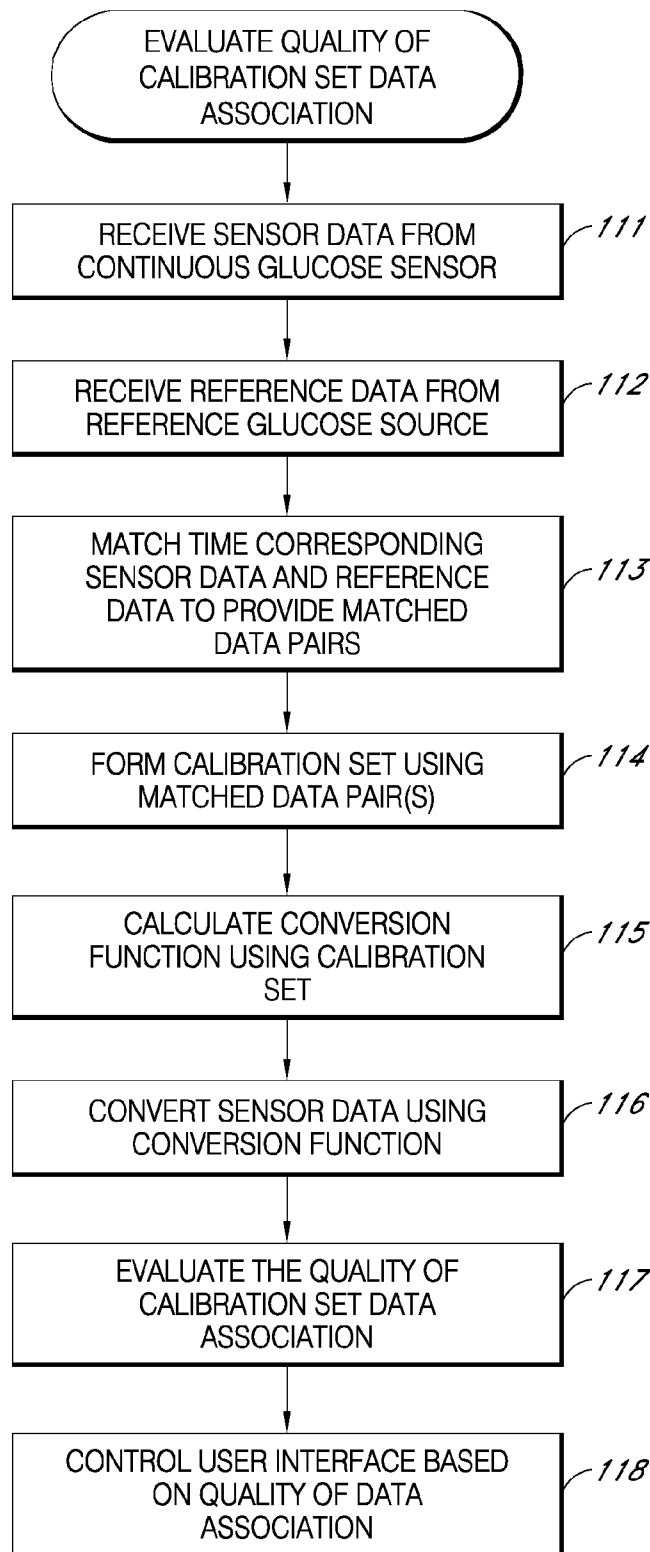 EVALUATE QUALITY OF
CALIBRATION SET DATA
ASSOCIATION
RECEIVE SENSOR DATA FROM
CONTINUOUS GLUCOSE SENSOR
111
RECEIVE REFERENCE DATA FROM
REFERENCE GLUCOSE SOURCE
112
MATCH TIME CORRESPONDING
SENSOR DATA AND REFERENCE
DATA TO PROVIDE MATCHED
DATA PAIRS
113
FORM CALIBRATION SET USING
MATCHED DATA PAIR(S)
114
CALCULATE CONVERSION
FUNCTION USING CALIBRATION
SET
115
CONVERT SENSOR DATA USING
CONVERSION FUNCTION
116
EVALUATE THE QUALITY OF
CALIBRATION SET DATA
ASSOCIATION
117
CONTROL USER INTERFACE BASED
ON QUALITY OF DATA
ASSOCIATION
118